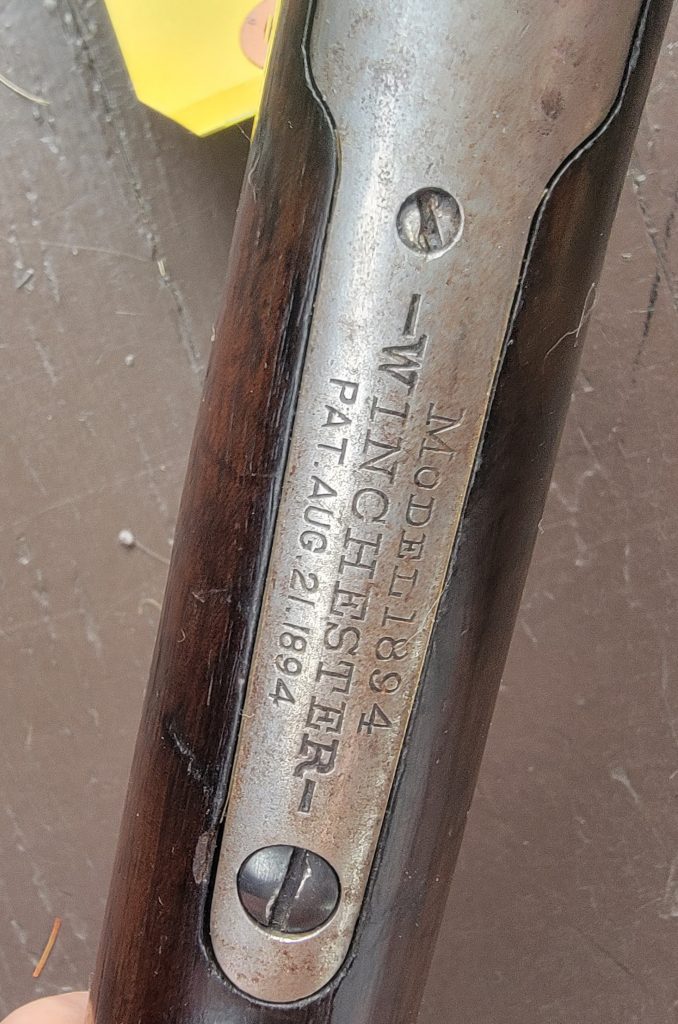 MODEL 1894
-WINCHESTER-
PAT. AUG. 21. 1894